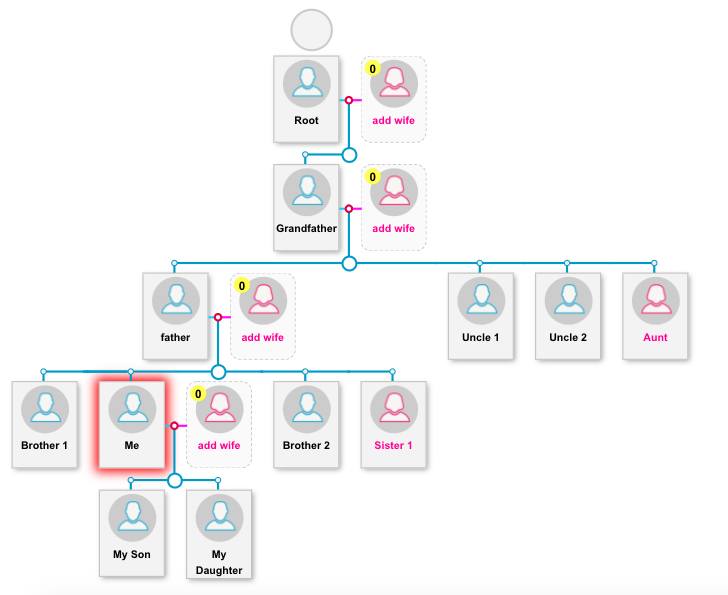 0
Root
add wife
0
Grandfather
add wife
0
father
add wife
Uncle 1
Uncle 2
Aunt
0
Brother 1
Me
add wife
Brother 2
Sister 1
My Son
My
Daughter